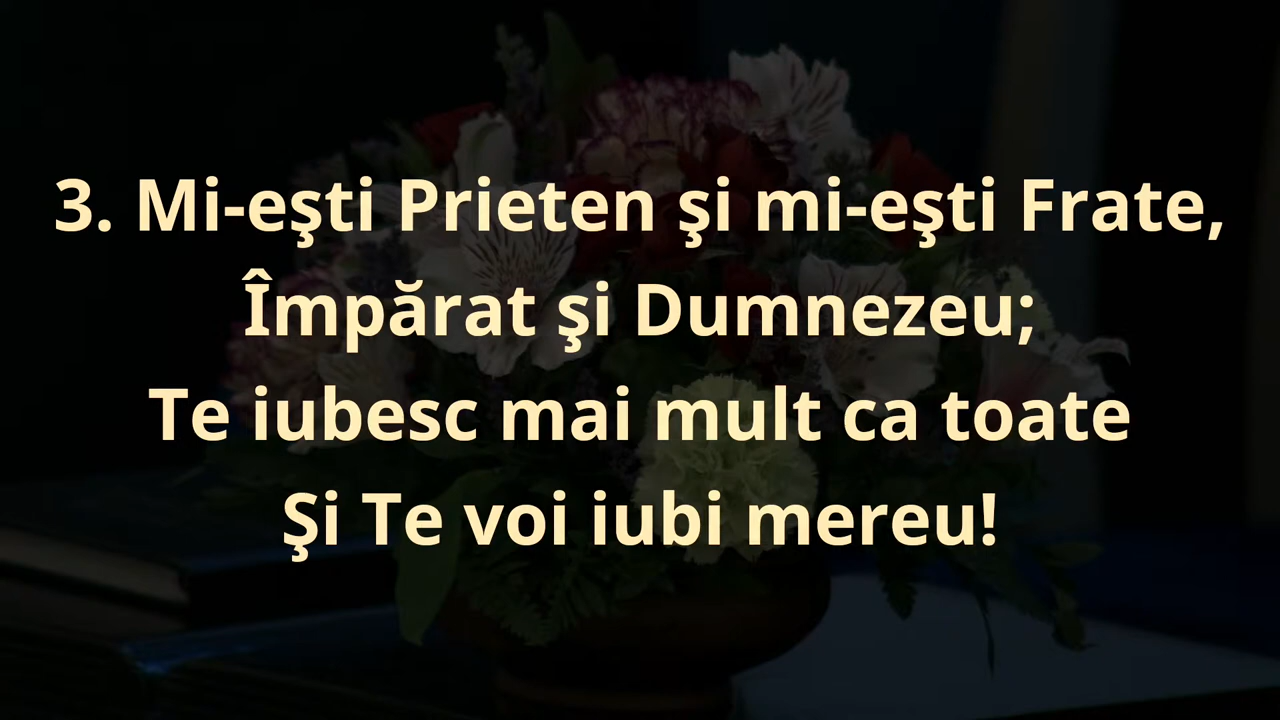 3. Mi-eşti Prieten şi mi-eşti Frate,
Împărat şi Dumnezeu;
Te iubesc mai mult ca toate
Şi Te voi iubi mereu!